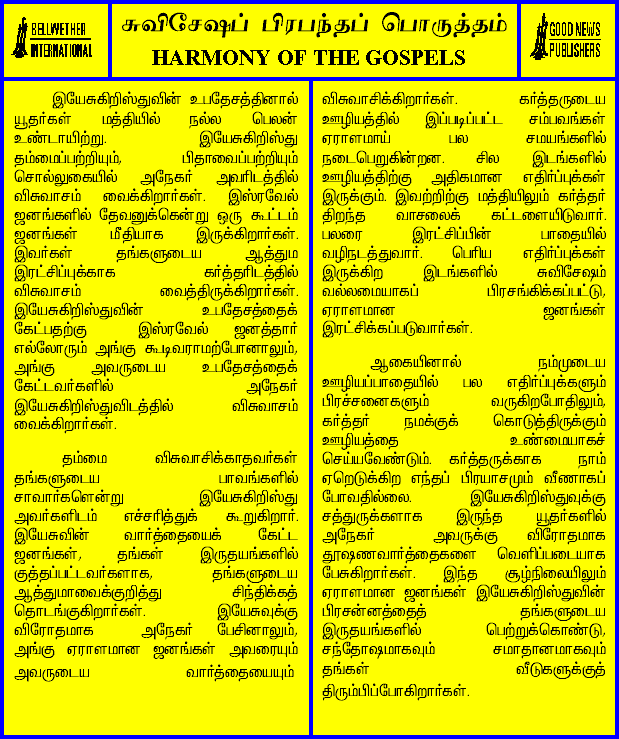 BELLWETHER
INTERNATIONAL
சுவிசேஷப் பிரபந்தப் பொருத்தம்
HARMONY OF THE GOSPELS
GOOD NEWS
PUBLISHERS
இயேசுகிறிஸ்துவின் உபதேசத்தினால்
யூதர்கள் மத்தியில் நல்ல பெலன்
உண்டாயிற்று. இயேசுகிறிஸ்து
தம்மைப்பற்றியும், பிதாவைப்பற்றியும்
சொல்லுகையில் அநேகர் அவரிடத்தில்
விசுவாசம் வைக்கிறார்கள். இஸ்ரவேல்
ஜனங்களில் தேவனுக்கென்று ஒரு கூட்டம்
ஜனங்கள் மீதியாக இருக்கிறார்கள்.
இவர்கள் தங்களுடைய ஆத்தும
இரட்சிப்புக்காக கர்த்தரிடத்தில்
விசுவாசம் வைத்திருக்கிறார்கள்.
இயேசுகிறிஸ்துவின் உபதேசத்தைக்
கேட்பதற்கு இஸ்ரவேல் ஜனத்தார்
எல்லோரும் அங்கு கூடிவராமற்போனாலும்,
அங்கு அவருடைய உபதேசத்தைக்
கேட்டவர்களில் அநேகர்
இயேசுகிறிஸ்துவிடத்தில் விசுவாசம்
வைக்கிறார்கள்.
தம்மை விசுவாசிக்காதவர்கள்
தங்களுடைய பாவங்களில்
சாவார்களென்று இயேசுகிறிஸ்து
அவர்களிடம் எச்சரித்துக் கூறுகிறார்.
இயேசுவின் வார்த்தையைக் கேட்ட
ஜனங்கள், தங்கள் இருதயங்களில்
குத்தப்பட்டவர்களாக, தங்களுடைய
ஆத்துமாவைக்குறித்து சிந்திக்கத்
தொடங்குகிறார்கள். இயேசுவுக்கு
விரோதமாக அநேகர் பேசினாலும்,
அங்கு ஏராளமான ஜனங்கள் அவரையும்
அவருடைய வார்த்தையையும்
விசுவாசிக்கிறார்கள். கர்த்தருடைய
ஊழியத்தில் இப்படிப்பட்ட சம்பவங்கள்
ஏராளமாய் பல சமயங்களில்
நடைபெறுகின்றன. சில இடங்களில்
ஊழியத்திற்கு அதிகமான எதிர்ப்புக்கள்
இருக்கும். இவற்றிற்கு மத்தியிலும் கர்த்தர்
திறந்த வாசலைக் கட்டளையிடுவார்.
பலரை இரட்சிப்பின் பாதையில்
வழிநடத்துவார். பெரிய எதிர்ப்புக்கள்
இருக்கிற இடங்களில் சுவிசேஷம்
வல்லமையாகப் பிரசங்கிக்கப்பட்டு,
ஏராளமான ஜனங்கள்
இரட்சிக்கப்படுவார்கள்.
ஆகையினால் நம்முடைய
ஊழியப்பாதையில் பல எதிர்ப்புக்களும்
பிரச்சனைகளும் வருகிறபோதிலும்,
கர்த்தர் நமக்குக் கொடுத்திருக்கும்
ஊழியத்தை உண்மையாகச்
செய்யவேண்டும். கர்த்தருக்காக நாம்
ஏறெடுக்கிற எந்தப் பிரயாசமும் வீணாகப்
போவதில்லை. இயேசுகிறிஸ்துவுக்கு
சத்துருக்களாக இருந்த யூதர்களில்
அநேகர் அவருக்கு விரோதமாக
தூஷணவார்த்தைகளை வெளிப்படையாக
பேசுகிறார்கள். இந்த சூழ்நிலையிலும்
ஏராளமான ஜனங்கள் இயேசுகிறிஸ்துவின்
பிரசன்னத்தைத் தங்களுடைய
இருதயங்களில் பெற்றுக்கொண்டு,
சந்தோஷமாகவும் சமாதானமாகவும்
தங்கள் வீடுகளுக்குத்
திரும்பிப்போகிறார்கள்.